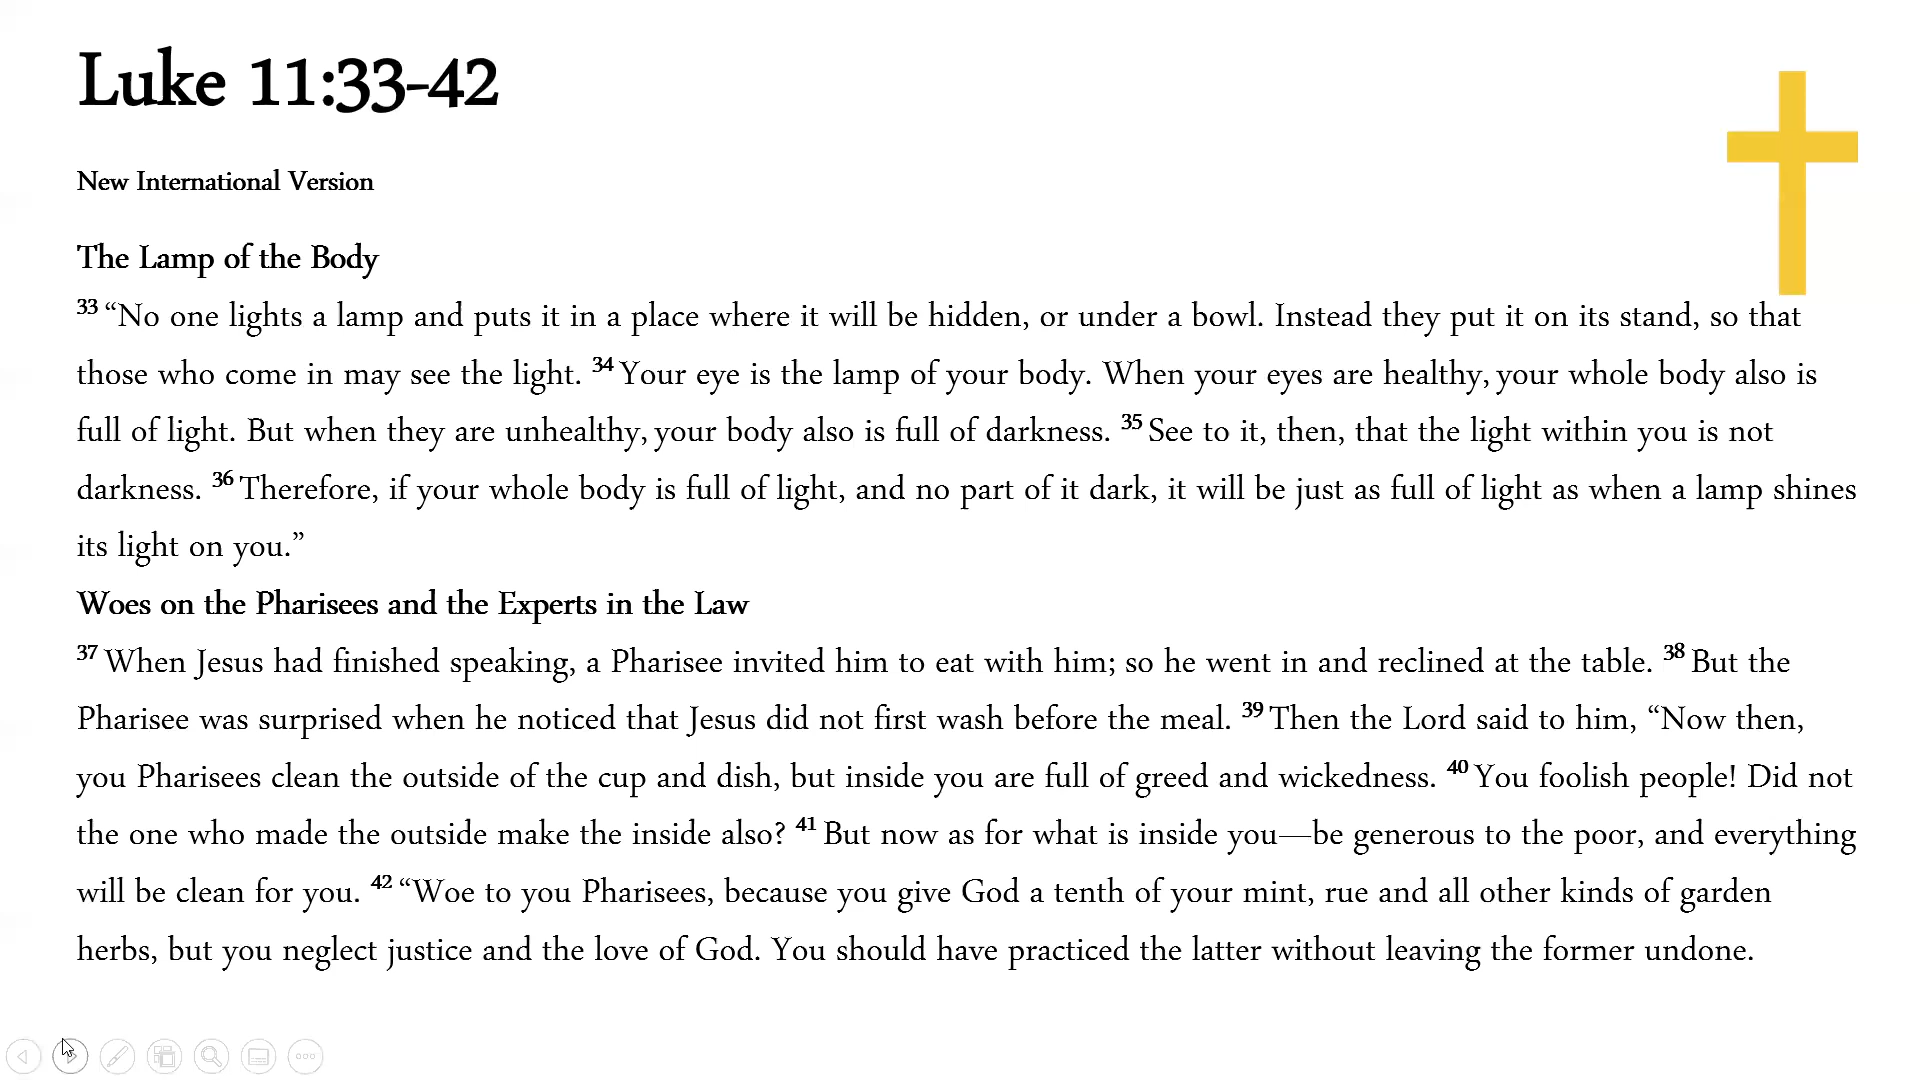 Luke 11:33-42
New International Version
The Lamp of the Body
33 “No one lights a lamp and puts it in a place where it will be hidden, or under a bowl. Instead they put it on its stand, so that
those who come in may see the light. 34 Your eye is the lamp of your body. When your eyes are healthy, your whole body also is
full of light. But when they are unhealthy, your body also is full of darkness. 35 See to it, then, that the light within you is not
darkness. 36 Therefore, if your whole body is full of light, and no part of it dark, it will be just as full of light as when a lamp shines
its light on you.”
Woes on the Pharisees and the Experts in the Law
37 When Jesus had finished speaking, a Pharisee invited him to eat with him; so he went in and reclined at the table. 38 But the
Pharisee was surprised when he noticed that Jesus did not first wash before the meal. 39 Then the Lord said to him, “Now then,
you Pharisees clean the outside of the cup and dish, but inside you are full of greed and wickedness. 40 You foolish people! Did not
the one who made the outside make the inside also? 41 But now as for what is inside you—be generous to the poor, and everything
will be clean for you. 42 “Woe to you Pharisees, because you give God a tenth of your mint, rue and all other kinds of garden
herbs, but you neglect justice and the love of God. You should have practiced the latter without leaving the former undone.